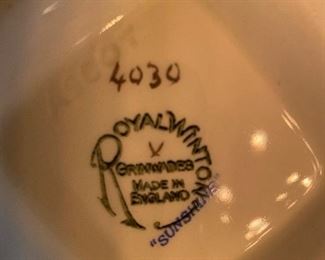 4030
ROYAL WINTON
GRIMWADES
MADE IN
ENGLAND
"SUNSHINE"